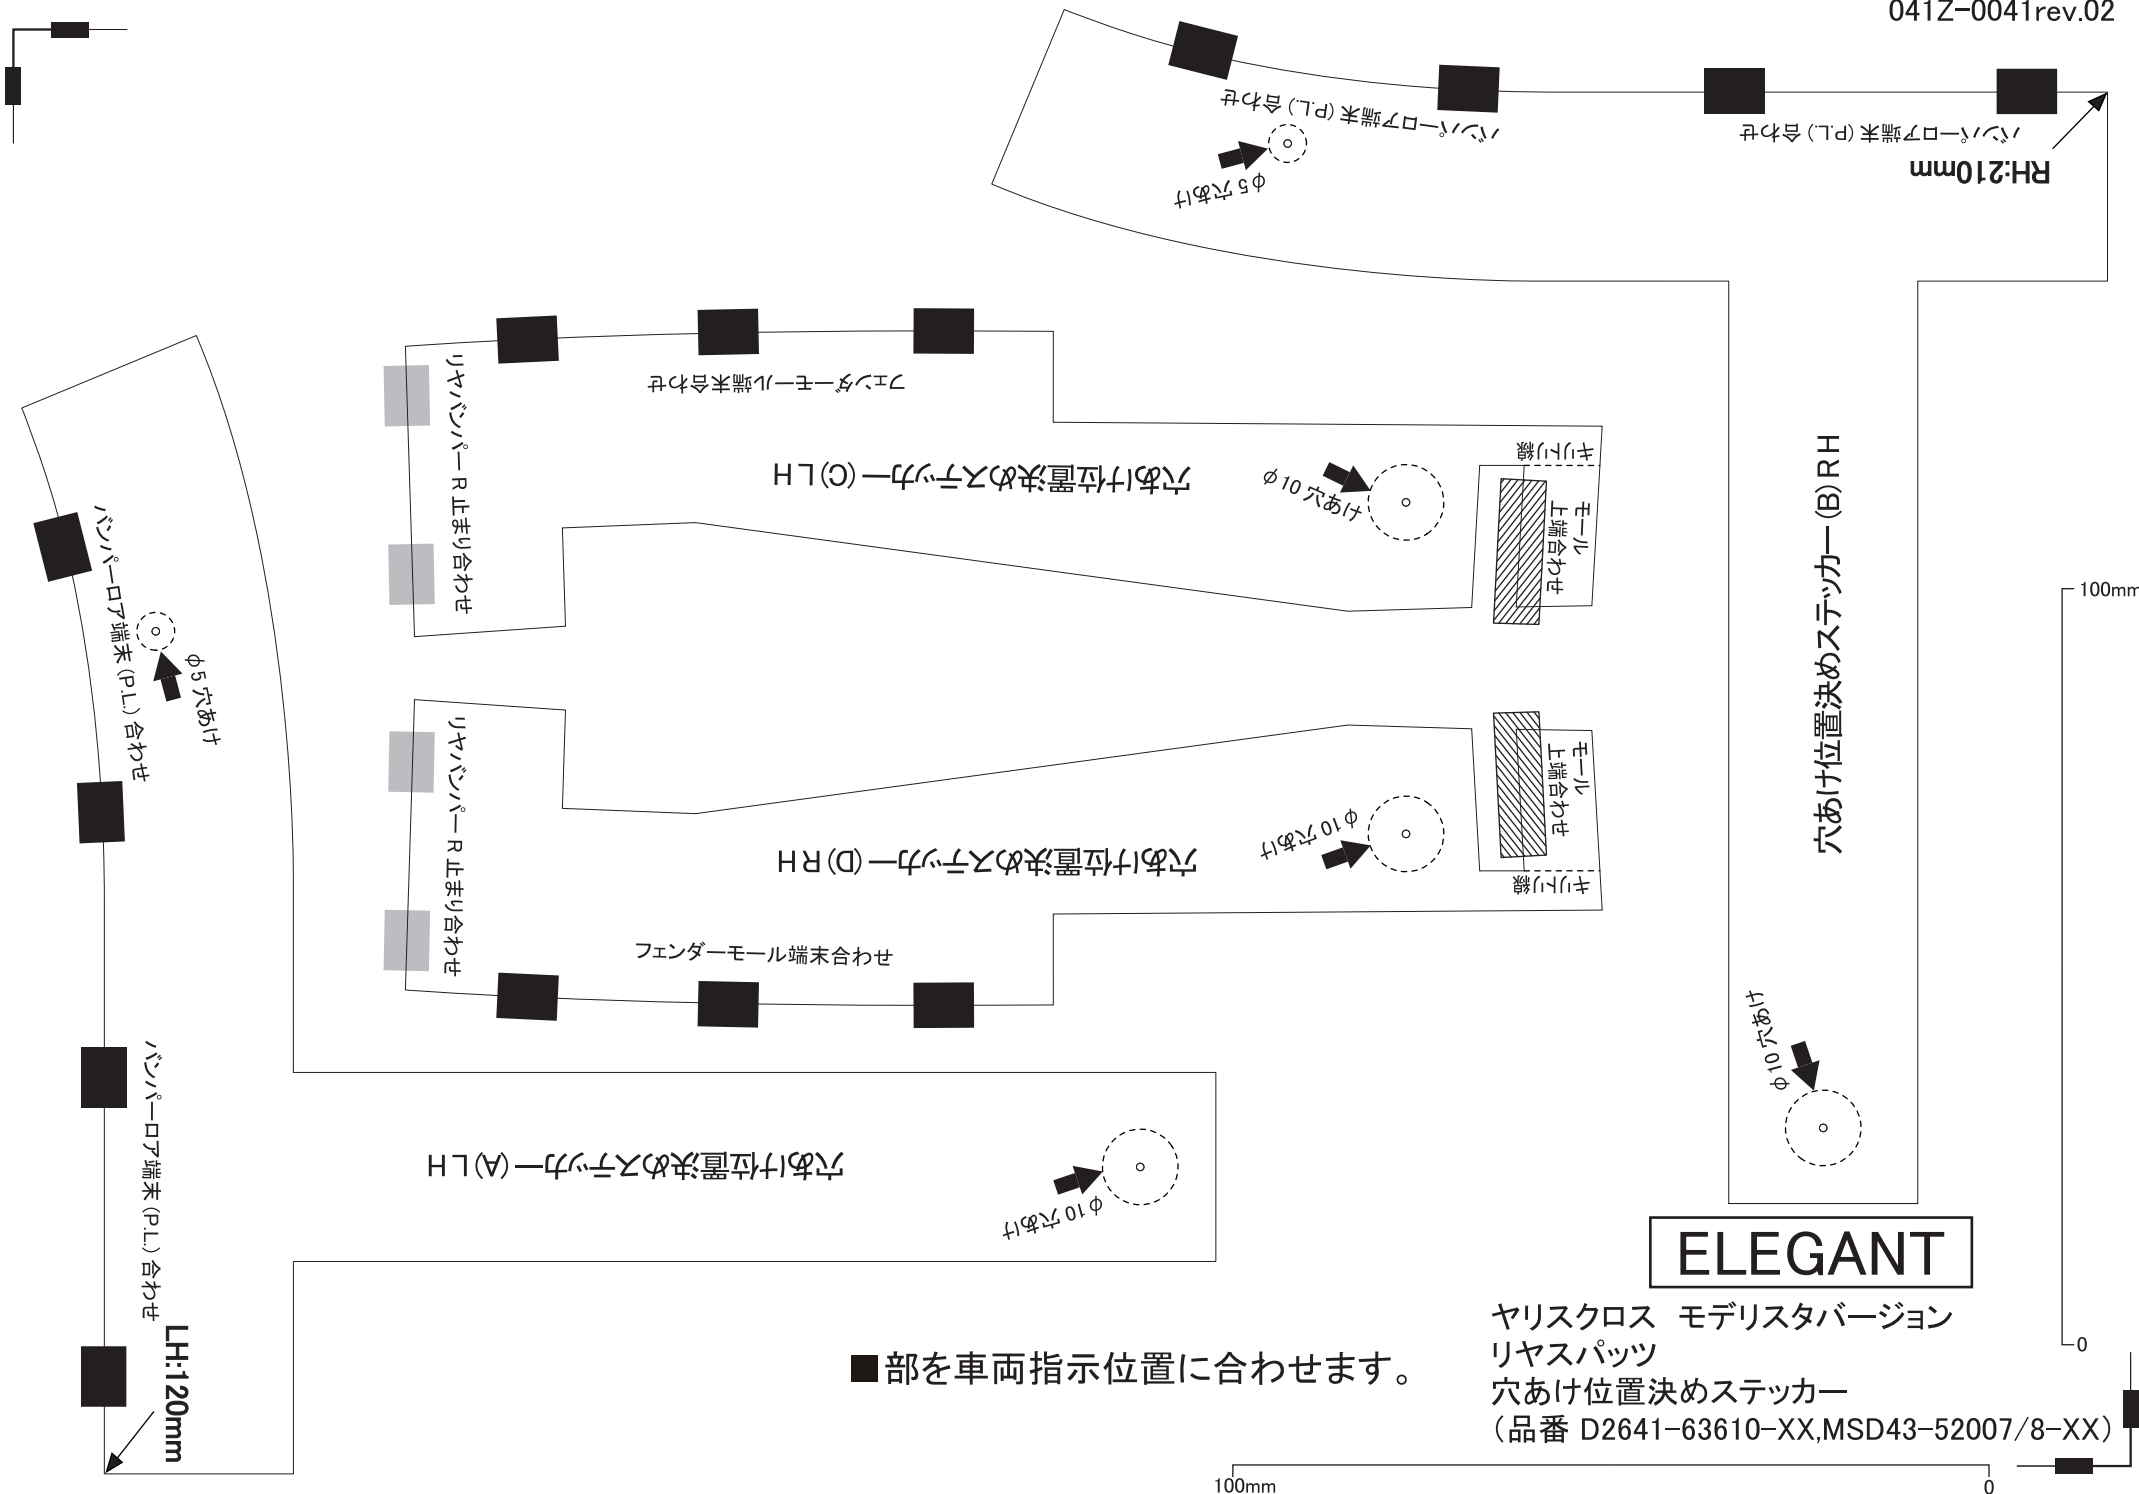 041Z-0041rev.02
バンパーロア端末 (P.L.) 合わせ
バンパーロア端末 (P.L.) 合わせ
φ5 穴あけ
RH:210mm
リヤバンパー R 止まり合わせ
フェンダーモール端末合わせ
穴あけ位置決めステッカー (C) L H
φ10 穴あけ
キリトリ線
モール
上端合わせ
穴あけ位置決めステッカー (B) R H
φ10 穴あけ
100mm
0
バンパーロア端末 (P.L.) 合わせ
φ5 穴あけ
リヤバンパー R 止まり合わせ
フェンダーモール端末合わせ
穴あけ位置決めステッカー (D) R H
φ10 穴あけ
モール
上端合わせ
キリトリ線
バンパーロア端末 (P.L.) 合わせ
LH:120mm
穴あけ位置決めステッカー (A) L H
φ10 穴あけ
ELEGANT
ヤリスクロス モデリスタバージョン
リヤスパッツ
穴あけ位置決めステッカー
(品番 D2641-63610-XX,MSD43-52007/8-XX)
■部を車両指示位置に合わせます。
100mm
0